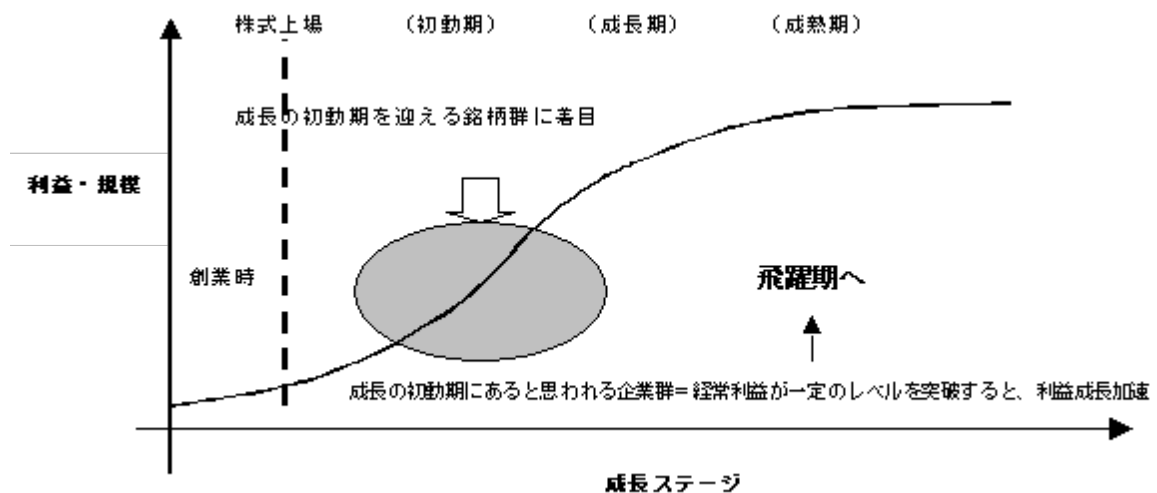 株式上場 （初動期） （成長期） （成熟期）
成長の初動期を迎える銘柄群に着目
利益・規模
創業時
飛躍期へ
成長の初動期にあると思われる企業群＝経常利益が一定のレベルを突破すると、利益成長加速
成長ステージ